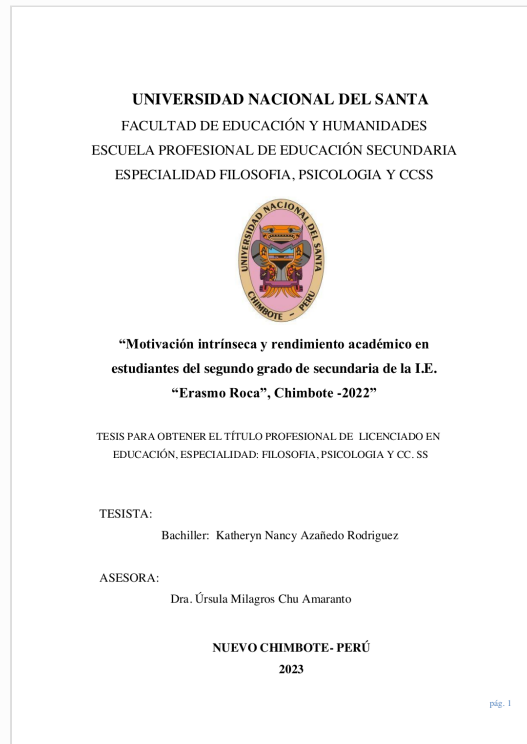 UNIVERSIDAD NACIONAL DEL SANTA
FACULTAD DE EDUCACIÓN Y HUMANIDADES
ESCUELA PROFESIONAL DE EDUCACIÓN SECUNDARIA
ESPECIALIDAD FILOSOFIA, PSICOLOGIA Y CCSS
UNIVERSIDAD NACIONAL DEL SANTA
CHIMBOTE - PERU
“Motivación intrínseca y rendimiento académico en
estudiantes del segundo grado de secundaria de la I.E.
“Erasmo Roca”, Chimbote -2022”
TESIS PARA OBTENER EL TÍTULO PROFESIONAL DE LICENCIADO EN
EDUCACIÓN, ESPECIALIDAD: FILOSOFIA, PSICOLOGIA Y CC. SS
TESISTA:
Bachiller: Katheryn Nancy Azañedo Rodriguez
ASESORA:
Dra. Úrsula Milagros Chu Amaranto
NUEVO CHIMBOTE- PERÚ
2023
pág. 1